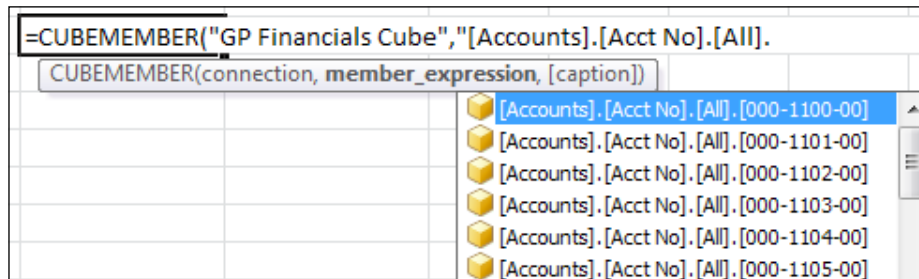 =CUBEMEMBER("GP Financials Cube","[Accounts].[Acct No].[All].
CUBEMEMBER(connection, member_expression, [caption])
[Accounts].[Acct No].[All].[000-1100-00]
[Accounts].[Acct No].[All].[000-1101-00]
[Accounts].[Acct No].[All].[000-1102-00]
[Accounts].[Acct No].[All].[000-1103-00]
[Accounts].[Acct No].[All].[000-1104-00]
[Accounts].[Acct No].[All].[000-1105-00]